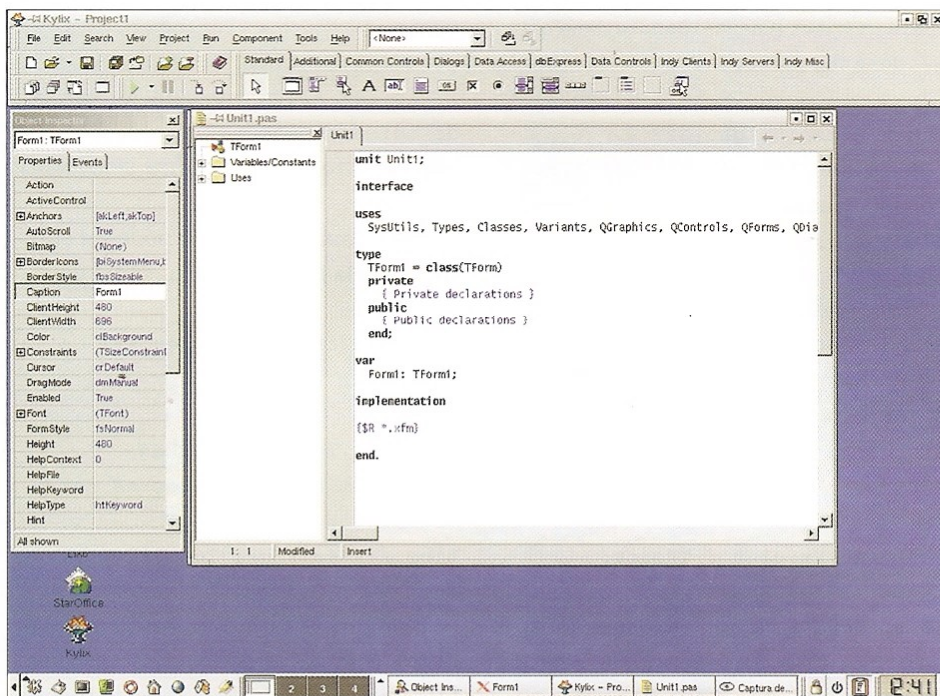 Kylix - Project1
File Edit Search View Project Run Component Tools Help <None>
Standard Additional Common Controls Dialogs Data Access dbExpress Data Controls Indy Clients Indy Servers Indy Misc
Object Inspector
Form1: TForm1
Properties Events
Action
ActiveControl
Anchors [akLeft,akTop]
AutoScroll True
Bitmap (None)
BorderIcons [biSystemMenu,
BorderStyle fbsSizeable
Caption Form1
ClientHeight 480
ClientWidth 696
Color clBackground
Constraints (TSizeConstraint
Cursor crDefault
DragMode dmManual
Enabled True
Font (TFont)
FormStyle fsNormal
Height 480
HelpContext 0
HelpFile
HelpKeyword
HelpType htKeyword
Hint
All shown
Unit1.pas
TForm1
Variables/Constants
Uses
Unit1
unit Unit1;
interface
uses
SysUtils, Types, Classes, Variants, QGraphics, QControls, QForms, QDia
type
TForm1 = class(TForm)
private
{ Private declarations }
public
{ Public declarations }
end;
var
Form1: TForm1;
implementation
{$R *.xfm}
end.
1: 1 Modified Insert
StarOffice
Kylix
2 3 4 Object Ins... Form1 Kylix - Pro... Unit1.pas Captura de... 12:41